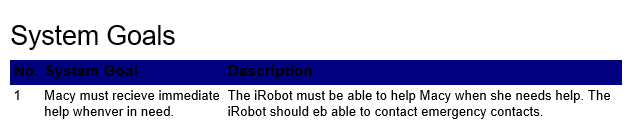 System Goals
No. System Goal Description
1 Macy must recieve immediate The iRobot must be able to help Macy when she needs help. The
help whenver in need. iRobot should eb able to contact emergency contacts.